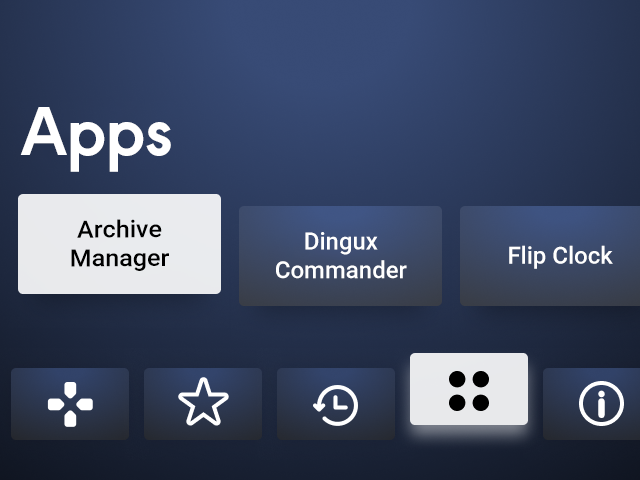 Apps
Archive
Manager
Dingux
Commander
Flip Clock